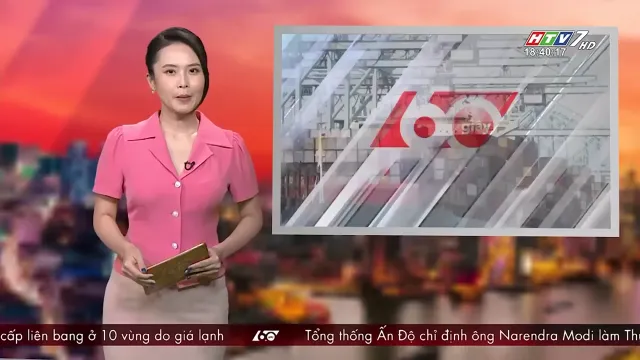 HTV7 HD
18:40:17
60 giây
cấp liên bang ở 10 vùng do giá lạnh 60 Tổng thống Ấn Độ chỉ định ông Narendra Modi làm Th